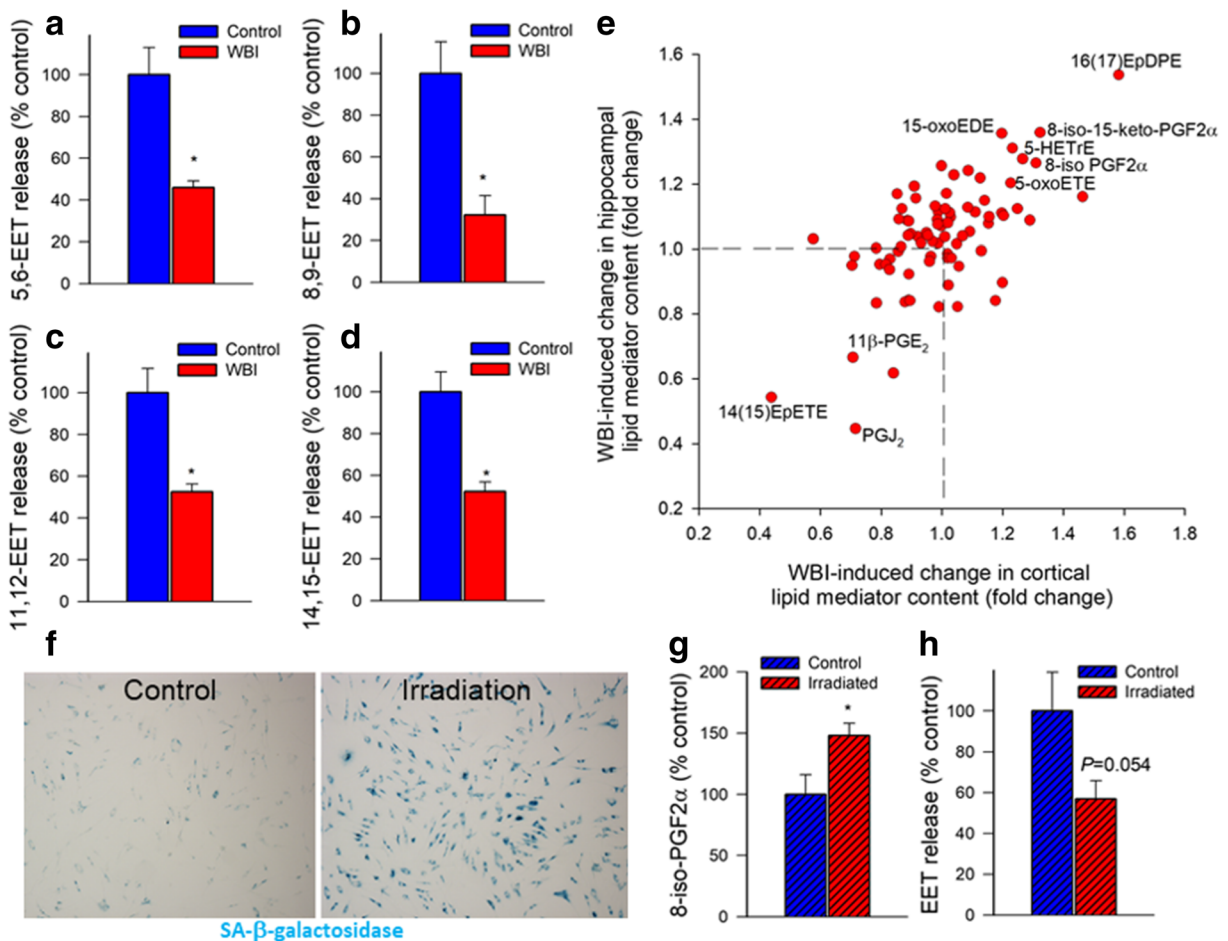 a
5,6-EET release (% control)
100
80
60
40
20
0
Control
WBI
*
b
8,9-EET release (% control)
100
80
60
40
20
0
Control
WBI
*
c
11,12-EET release (% control)
100
80
60
40
20
0
Control
WBI
*
d
14,15-EET release (% control)
100
80
60
40
20
0
Control
WBI
*
e
WBI-induced change in hippocampal
lipid mediator content (fold change)
1.6
1.4
1.2
1.0
0.8
0.6
0.4
0.2
16(17)EpDPE
15-oxoEDE
8-iso-15-keto-PGF2α
5-HETrE
8-iso PGF2α
5-oxoETE
11β-PGE₂
14(15)EpETE
PGJ₂
0.2 0.4 0.6 0.8 1.0 1.2 1.4 1.6 1.8
WBI-induced change in cortical
lipid mediator content (fold change)
f
Control
Irradiation
SA-β-galactosidase
g
8-iso-PGF2α (% control)
200
150
100
50
0
Control
Irradiated
*
h
EET release (% control)
100
80
60
40
20
0
Control
Irradiated
P=0.054